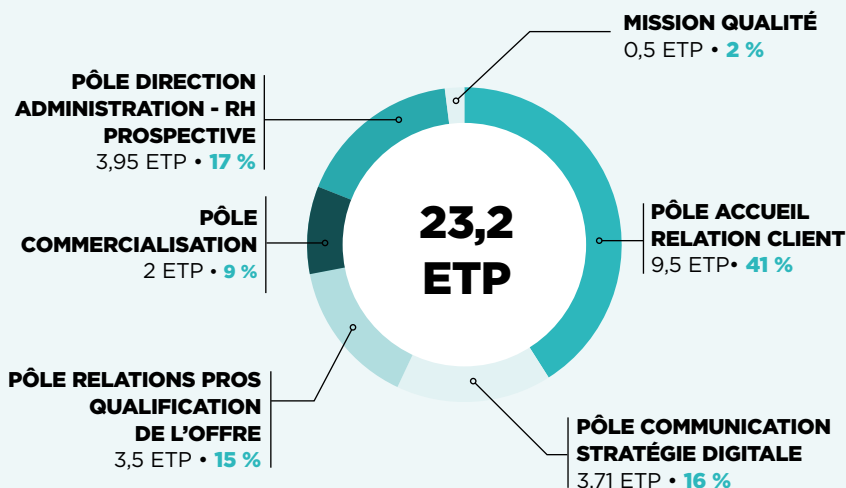 MISSION QUALITÉ
0,5 ETP • 2 %
PÔLE DIRECTION
ADMINISTRATION - RH
PROSPECTIVE
3,95 ETP • 17 %
PÔLE
COMMERCIALISATION
2 ETP • 9 %
23,2
ETP
PÔLE ACCUEIL
RELATION CLIENT
9,5 ETP• 41 %
PÔLE RELATIONS PROS
QUALIFICATION
DE L’OFFRE
3,5 ETP • 15 %
PÔLE COMMUNICATION
STRATÉGIE DIGITALE
3,71 ETP • 16 %